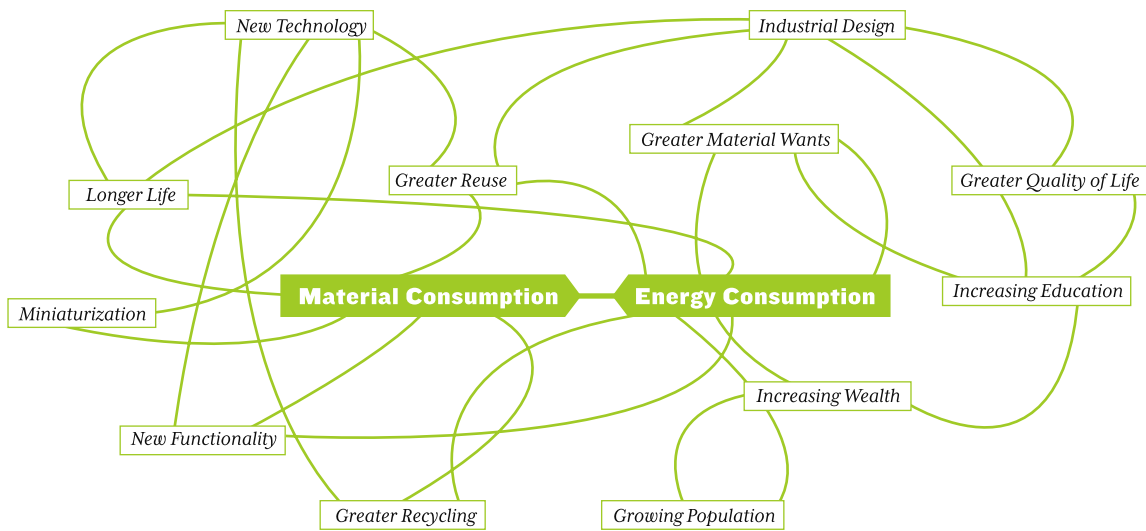 New Technology
Industrial Design
Greater Material Wants
Greater Reuse
Greater Quality of Life
Longer Life
Material Consumption
Energy Consumption
Increasing Education
Miniaturization
Increasing Wealth
New Functionality
Greater Recycling
Growing Population